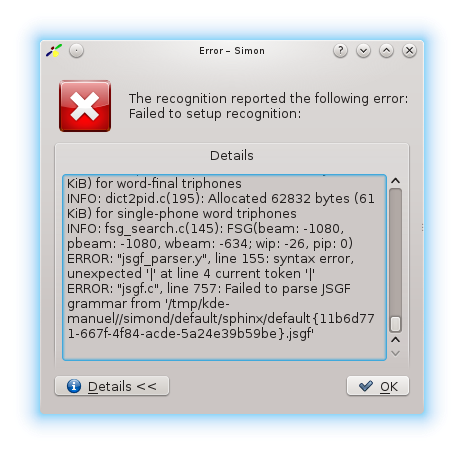 Error – Simon
The recognition reported the following error:
Failed to setup recognition:
Details
KiB) for word-final triphones
INFO: dict2pid.c(195): Allocated 62832 bytes (61
KiB) for single-phone word triphones
INFO: fsg_search.c(145): FSG(beam: -1080,
pbeam: -1080, wbeam: -634; wip: -26, pip: 0)
ERROR: "jsgf_parser.y", line 155: syntax error,
unexpected '|' at line 4 current token '|'
ERROR: "jsgf.c", line 757: Failed to parse JSGF
grammar from '/tmp/kde-
manuel//simond/default/sphinx/default{11b6d77
1-667f-4f84-acde-5a24e39b59be}.jsgf'
Details <<
OK